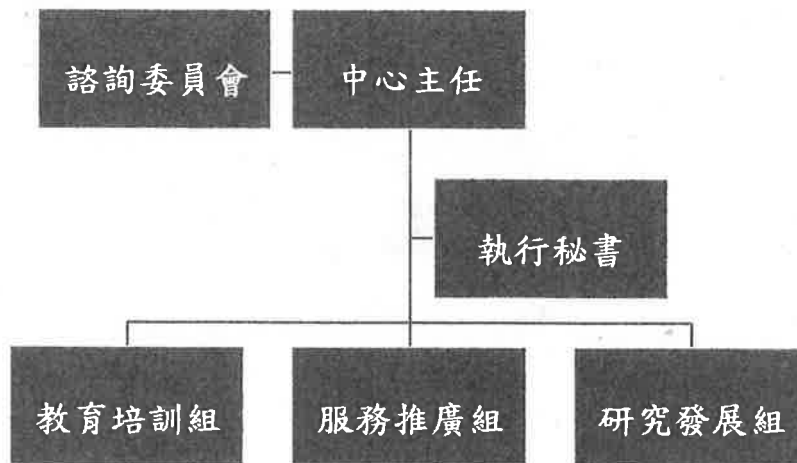 諮詢委員會
中心主任
執行秘書
教育培訓組
服務推廣組
研究發展組